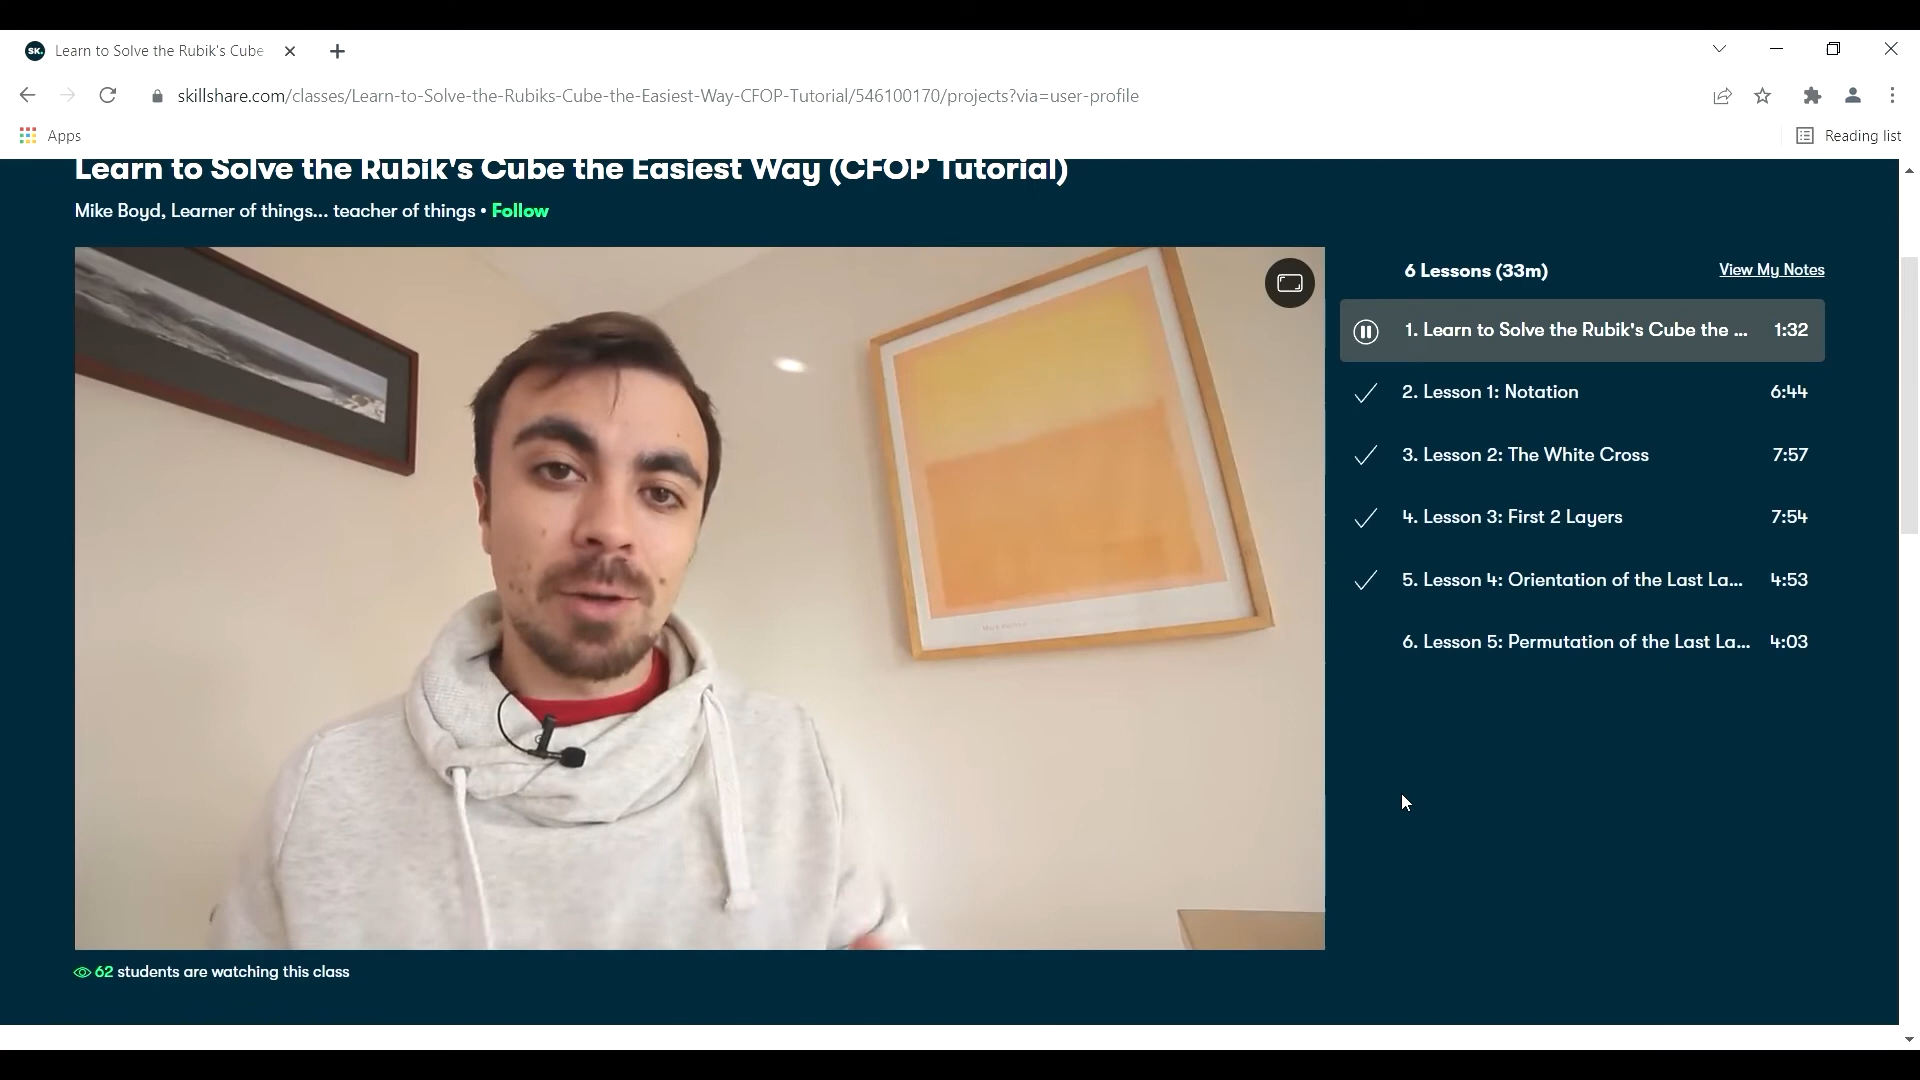 SK.
Learn to Solve the Rubik's Cube
skillshare.com/classes/Learn-to-Solve-the-Rubiks-Cube-the-Easiest-Way-CFOP-Tutorial/546100170/projects?via=user-profile
Apps
Reading list
Learn to Solve the Rubik's Cube the Easiest Way (CFOP Tutorial)
Mike Boyd, Learner of things... teacher of things • Follow
6 Lessons (33m)
View My Notes
1. Learn to Solve the Rubik's Cube the ... 1:32
2. Lesson 1: Notation 6:44
3. Lesson 2: The White Cross 7:57
4. Lesson 3: First 2 Layers 7:54
5. Lesson 4: Orientation of the Last La... 4:53
6. Lesson 5: Permutation of the Last La... 4:03
62 students are watching this class